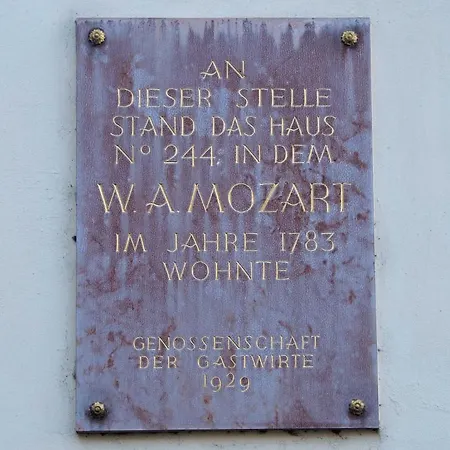 AN
DIESER STELLE
STAND DAS HAUS
Nº 244, IN DEM
W. A. MOZART
IM JAHRE 1783
WOHNTE
GENOSSENSCHAFT
DER GASTWIRTE
1929